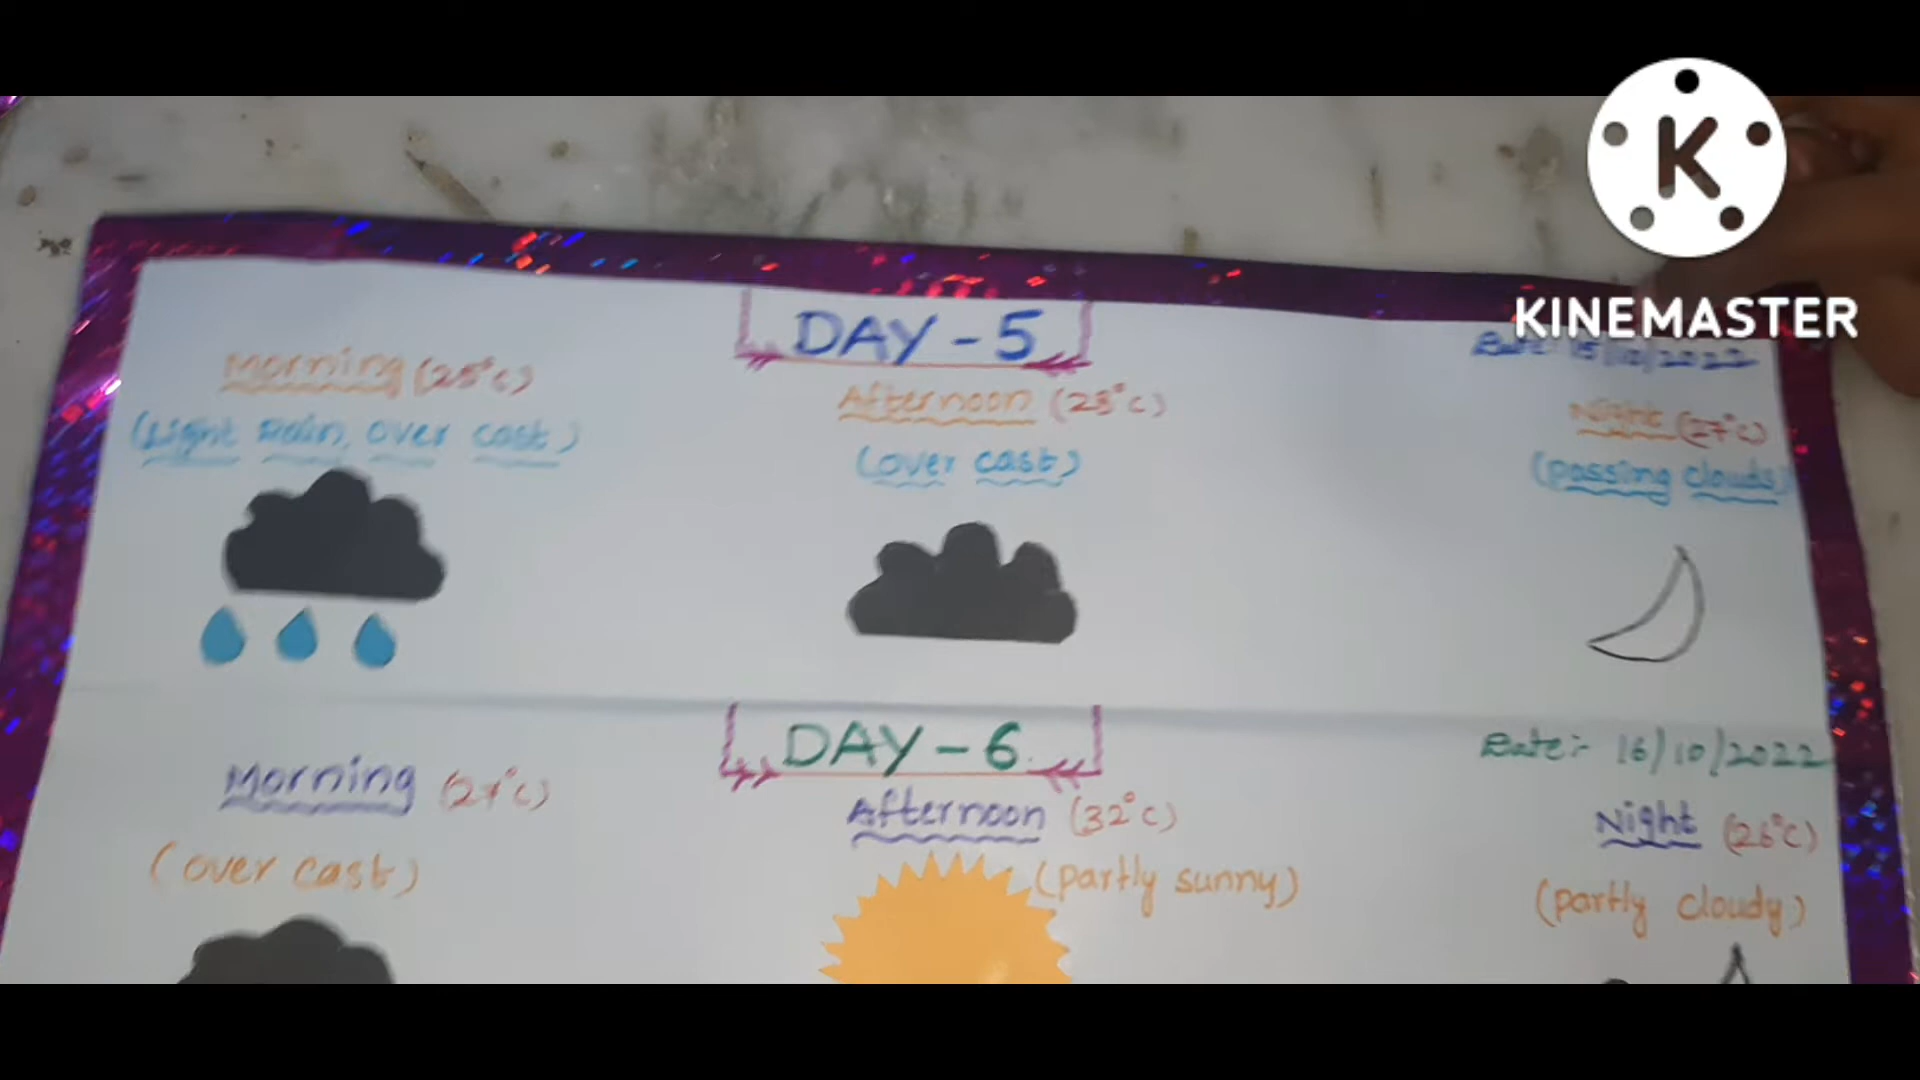 KINEMASTER
DAY - 5
Date:- 15/10/2022
Morning (25°C)
(Light Rain, over cast)
Afternoon (28°C)
(over cast)
Night (27°C)
(passing clouds)
DAY - 6
Date:- 16/10/2022
Morning (27°C)
(over cast)
Afternoon (32°C)
(partly sunny)
Night (26°C)
(partly cloudy)